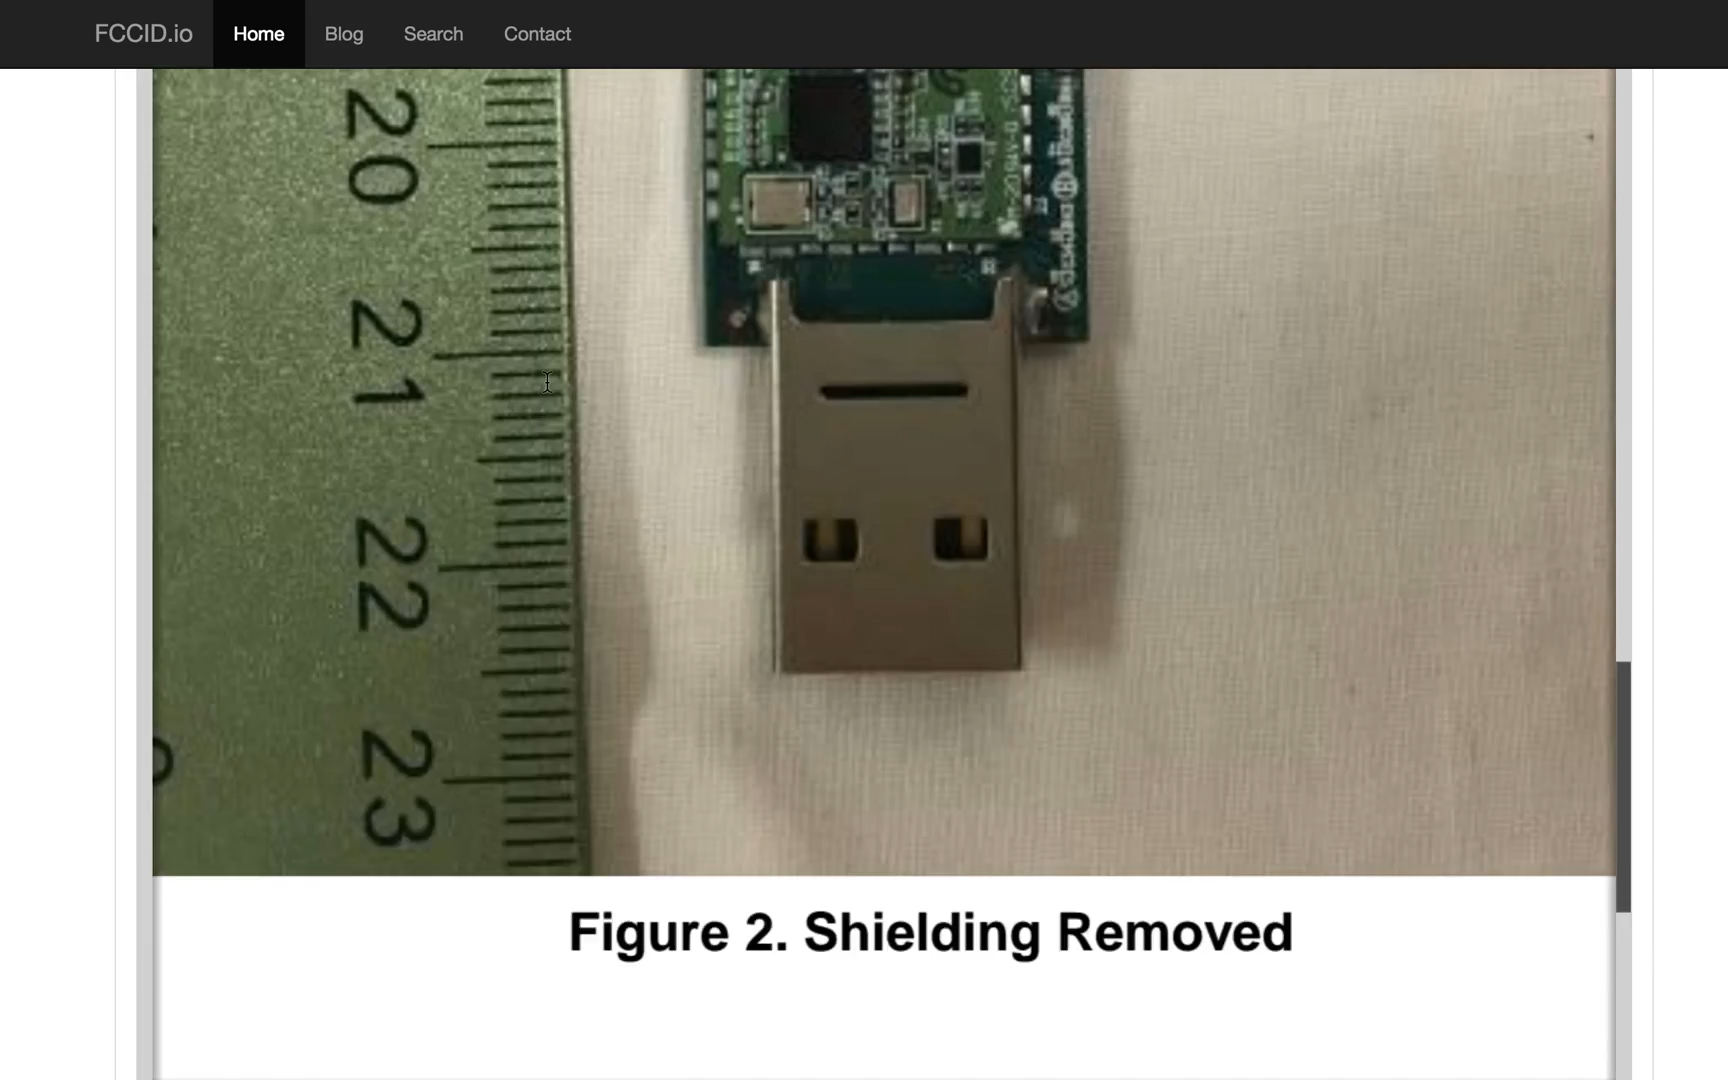 FCCID.io
Home
Blog
Search
Contact
20
21
22
23
Figure 2. Shielding Removed